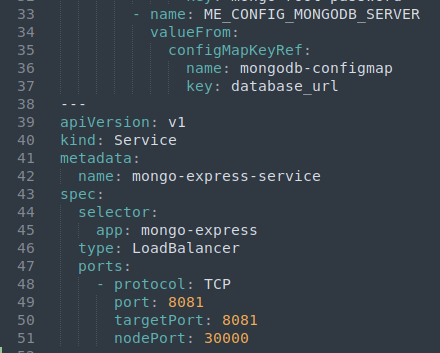 33 - name: ME_CONFIG_MONGODB_SERVER
34 valueFrom:
35 configMapKeyRef:
36 name: mongodb-configmap
37 key: database_url
38 ---
39 apiVersion: v1
40 kind: Service
41 metadata:
42 name: mongo-express-service
43 spec:
44 selector:
45 app: mongo-express
46 type: LoadBalancer
47 ports:
48 - protocol: TCP
49 port: 8081
50 targetPort: 8081
51 nodePort: 30000